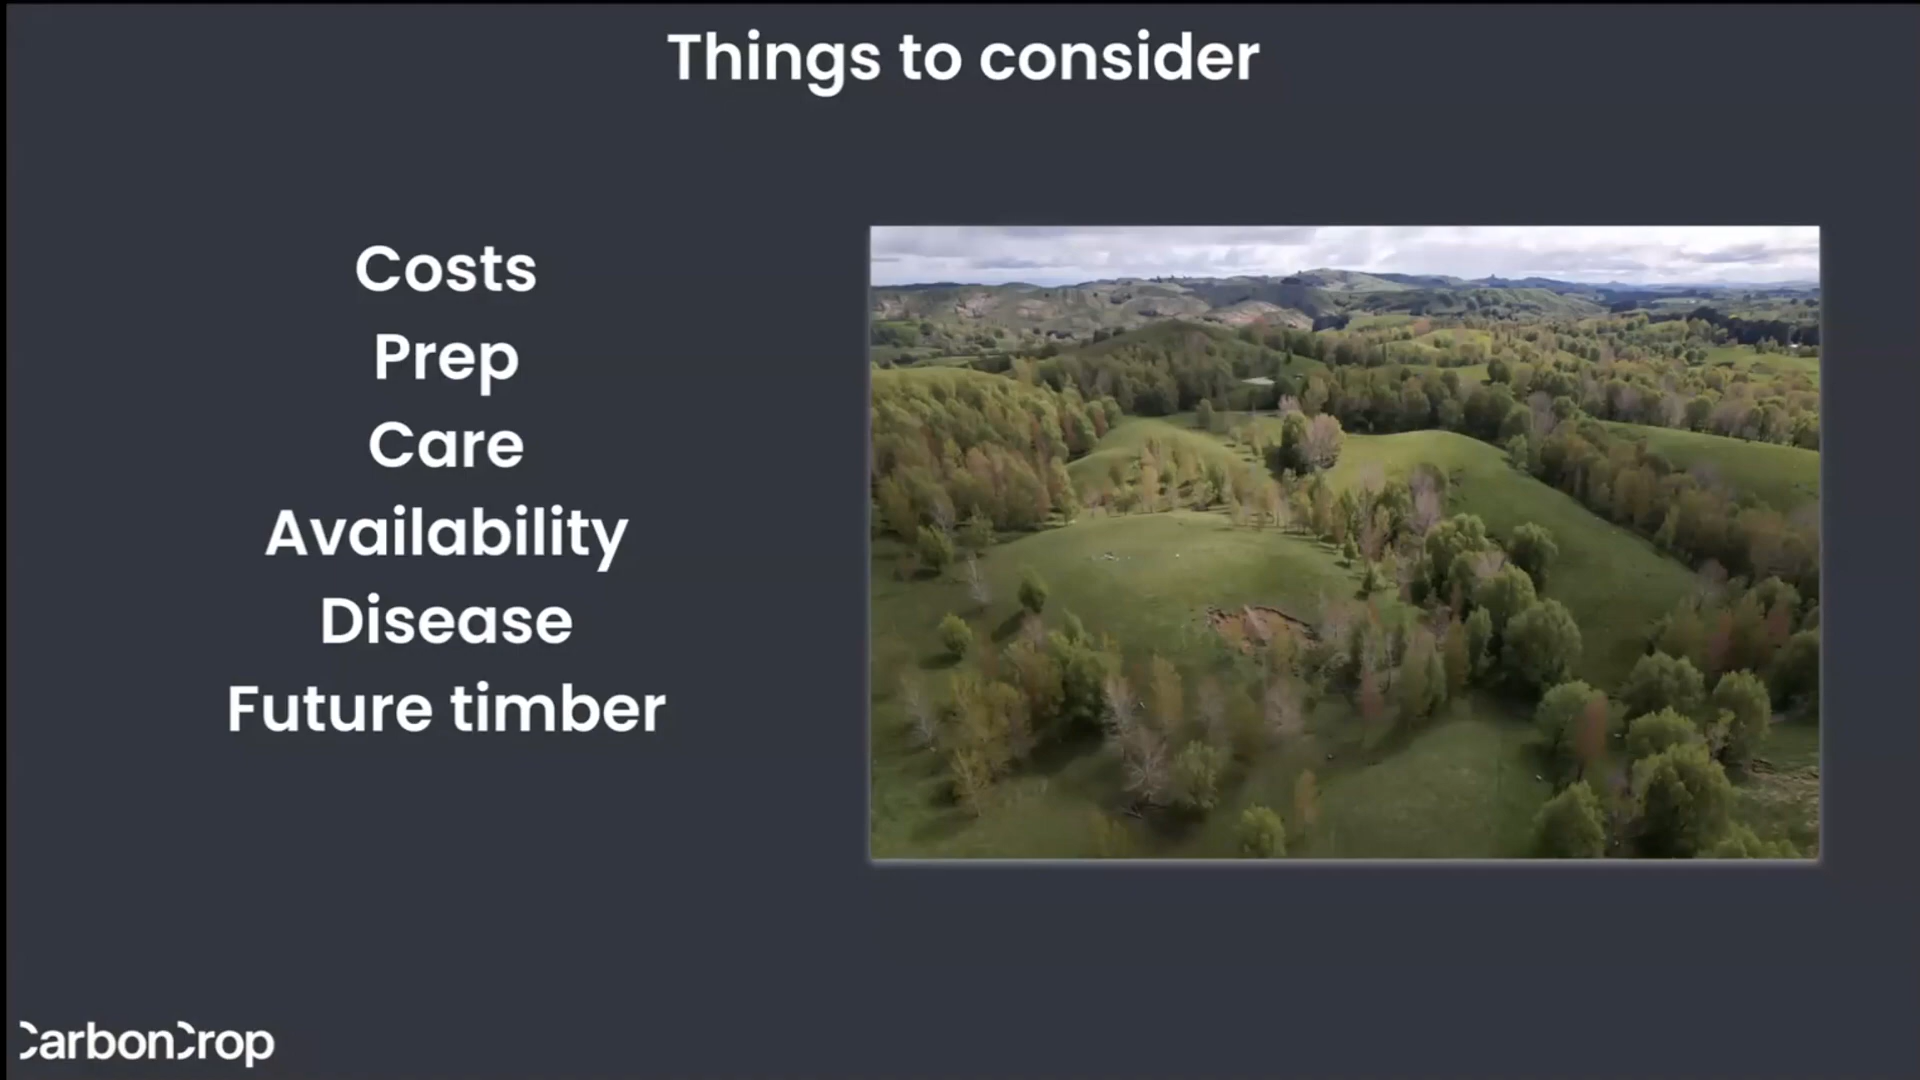 Things to consider
Costs
Prep
Care
Availability
Disease
Future timber
CarbonCrop